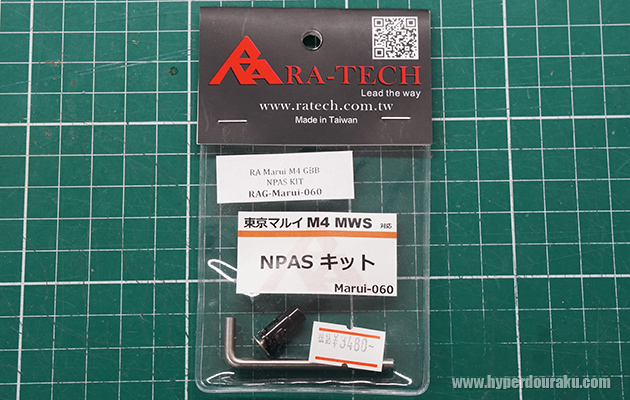 RA-TECH
Lead the way
www.ratech.com.tw
Made in Taiwan
RA Marui M4 GBB
NPAS KIT
RAG-Marui-060
東京マルイ M4 MWS 対応
NPAS キット
Marui-060
¥3480-
www.hyperdouraku.com